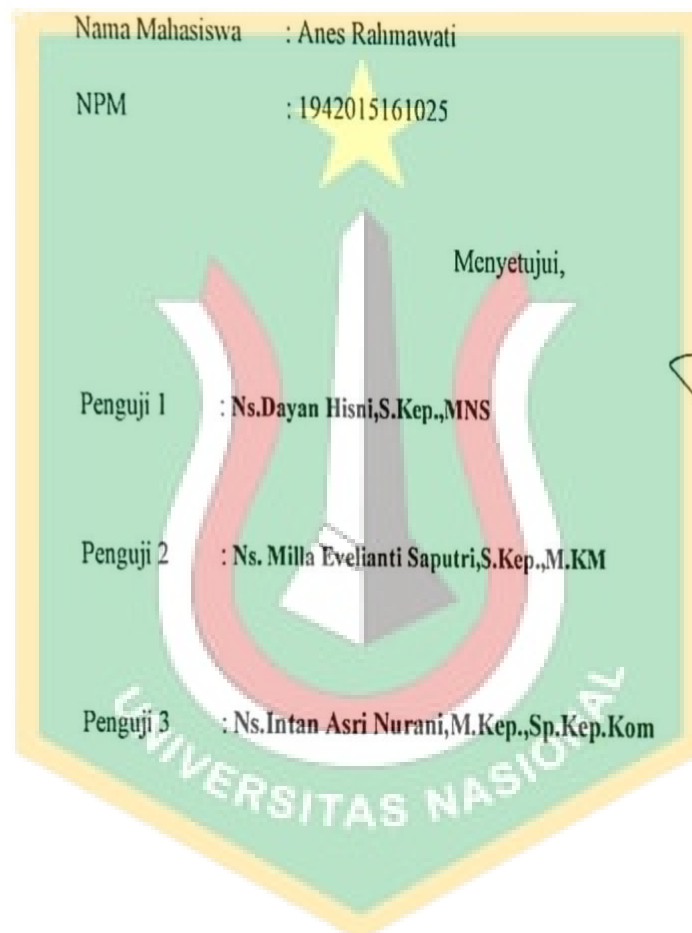 Nama Mahasiswa : Anes Rahmawati
NPM : 1942015161025
Menyetujui,
Penguji 1 : Ns.Dayan Hisni,S.Kep.,MNS
Penguji 2 : Ns. Milla Evelianti Saputri,S.Kep.,M.KM
Penguji 3 : Ns.Intan Asri Nurani,M.Kep.,Sp.Kep.Kom
UNIVERSITAS NASIONAL